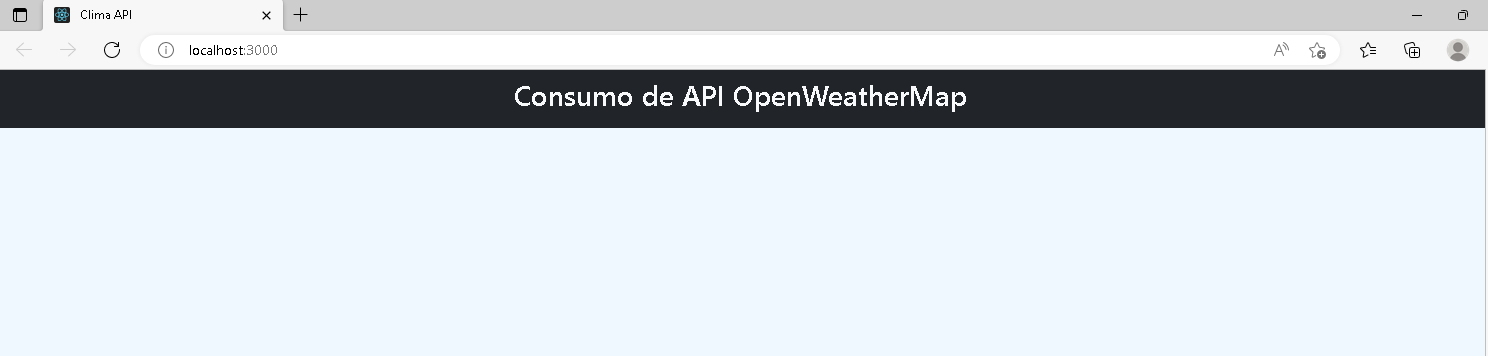 Clima API
localhost:3000
Consumo de API OpenWeatherMap